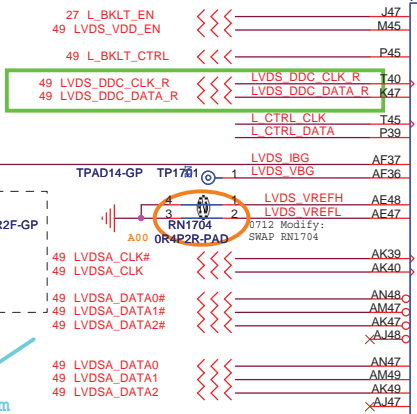 27 L_BKLT_EN J47
49 LVDS_VDD_EN M45
49 L_BKLT_CTRL P45
49 LVDS_DDC_CLK_R LVDS_DDC_CLK_R T40
49 LVDS_DDC_DATA_R LVDS_DDC_DATA_R K47
L_CTRL_CLK T45
L_CTRL_DATA P39
LVDS_IBG AF37
TPAD14-GP TP1701 1 LVDS_VBG AF36
4 1 LVDS_VREFH AE48
3 2 LVDS_VREFL AE47
R2F-GP RN1704 0712 Modify:
A00 0R4P2R-PAD SWAP RN1704
49 LVDSA_CLK# AK39
49 LVDSA_CLK AK40
49 LVDSA_DATA0# AN48
49 LVDSA_DATA1# AM47
49 LVDSA_DATA2# AK47
AJ48
49 LVDSA_DATA0 AN47
49 LVDSA_DATA1 AM49
49 LVDSA_DATA2 AK49
AJ47